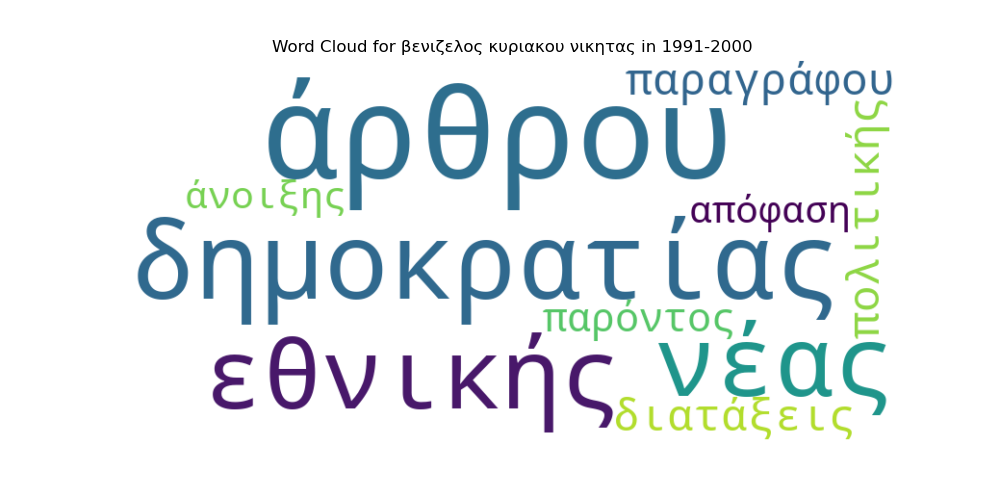 Word Cloud for βενιζελος κυριακου νικητας in 1991-2000
παραγράφου
άρθρου
πολιτικής
άνοιξης
απόφαση
δημοκρατίας
παρόντος
νέας
εθνικής
διατάξεις